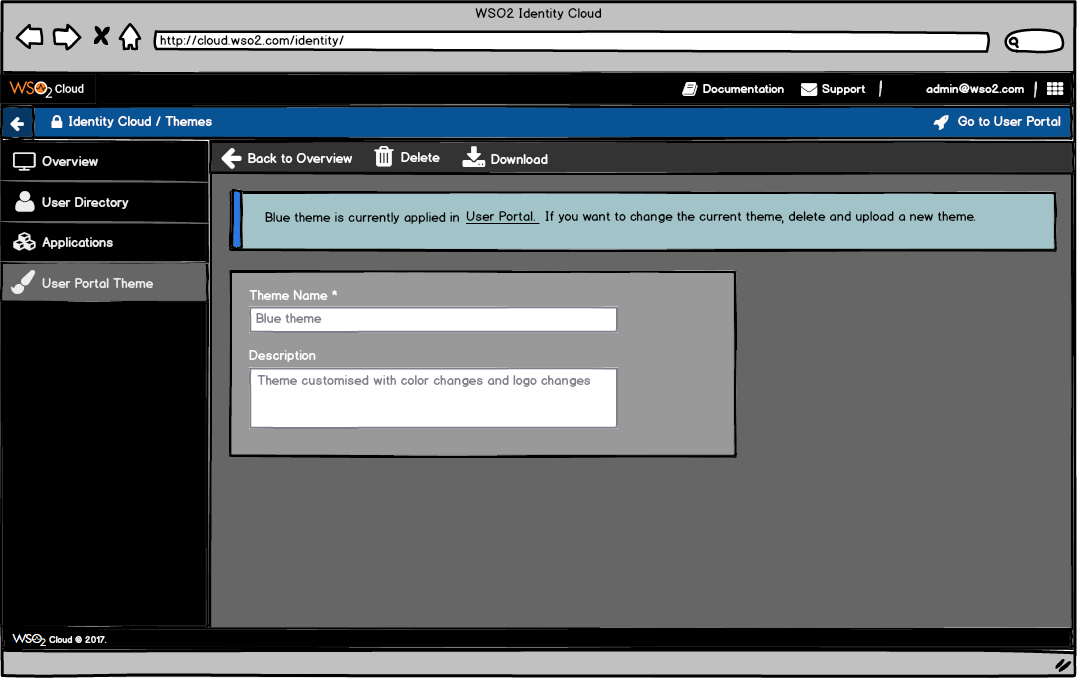 WSO2 Identity Cloud
http://cloud.wso2.com/identity/
WSO2 Cloud
Documentation
Support
admin@wso2.com
Identity Cloud / Themes
Go to User Portal
Overview
User Directory
Applications
User Portal Theme
Back to Overview
Delete
Download
Blue theme is currently applied in User Portal. If you want to change the current theme, delete and upload a new theme.
Theme Name *
Blue theme
Description
Theme customised with color changes and logo changes
WSO2 Cloud © 2017.